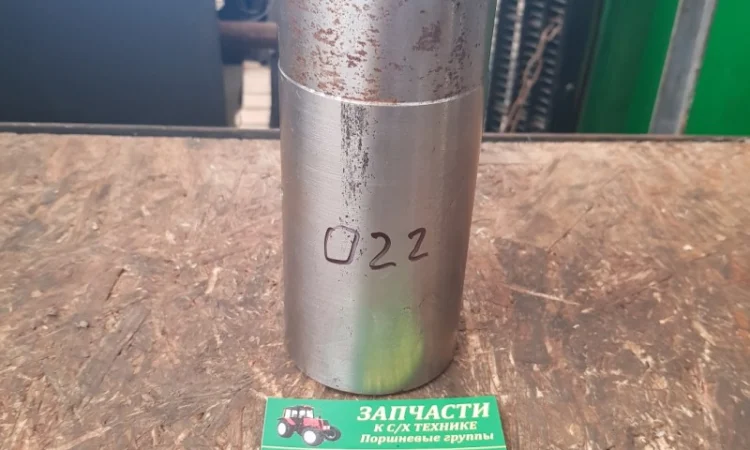 022
ЗАПЧАСТИ
К С/Х ТЕХНИКЕ
Поршневые группы